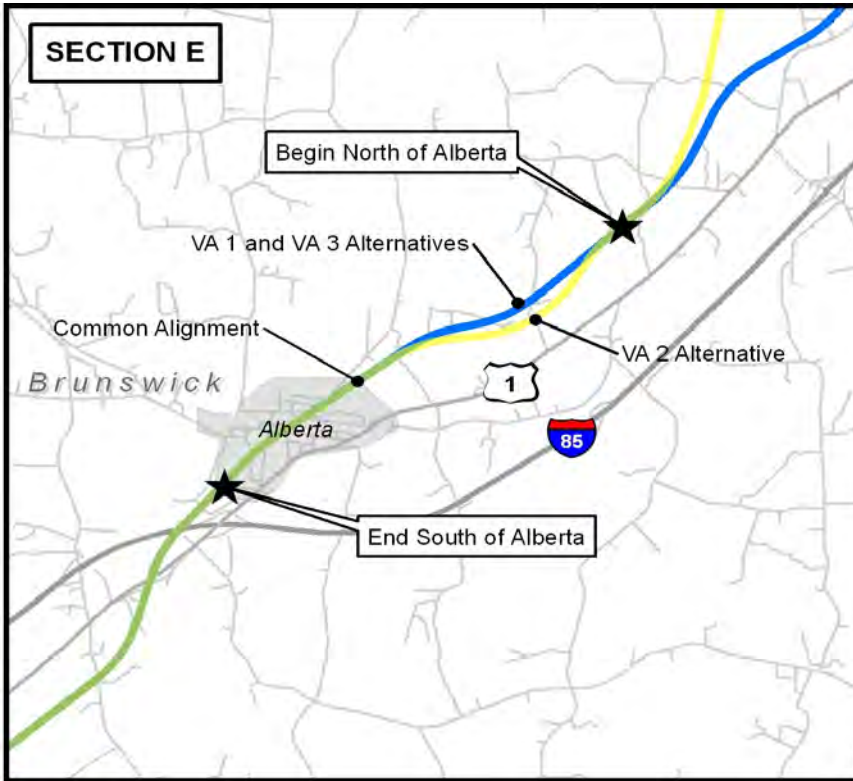 SECTION E
Begin North of Alberta
VA 1 and VA 3 Alternatives
Common Alignment
VA 2 Alternative
Brunswick
1
Alberta
85
End South of Alberta